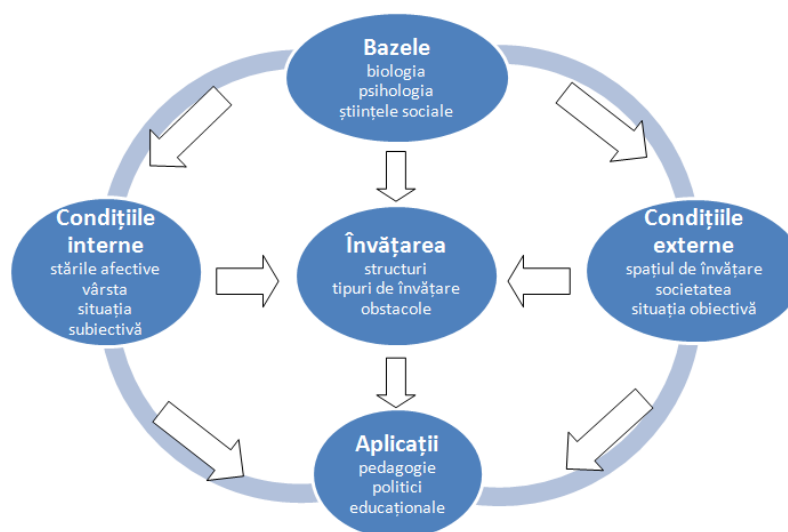 Bazele
biologia
psihologia
științele sociale
Condițiile
interne
stările afective
vârsta
situația
subiectivă
Învățarea
structuri
tipuri de învățare
obstacole
Condițiile
externe
spațiul de învățare
societatea
situația obiectivă
Aplicații
pedagogie
politici
educaționale